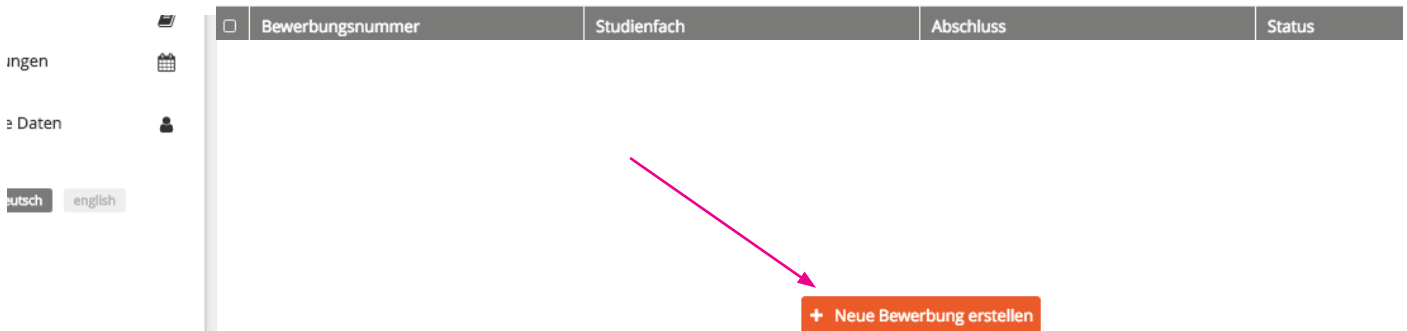 Bewerbungsnummer Studienfach Abschluss Status
ungen
e Daten
eutsch english
+ Neue Bewerbung erstellen